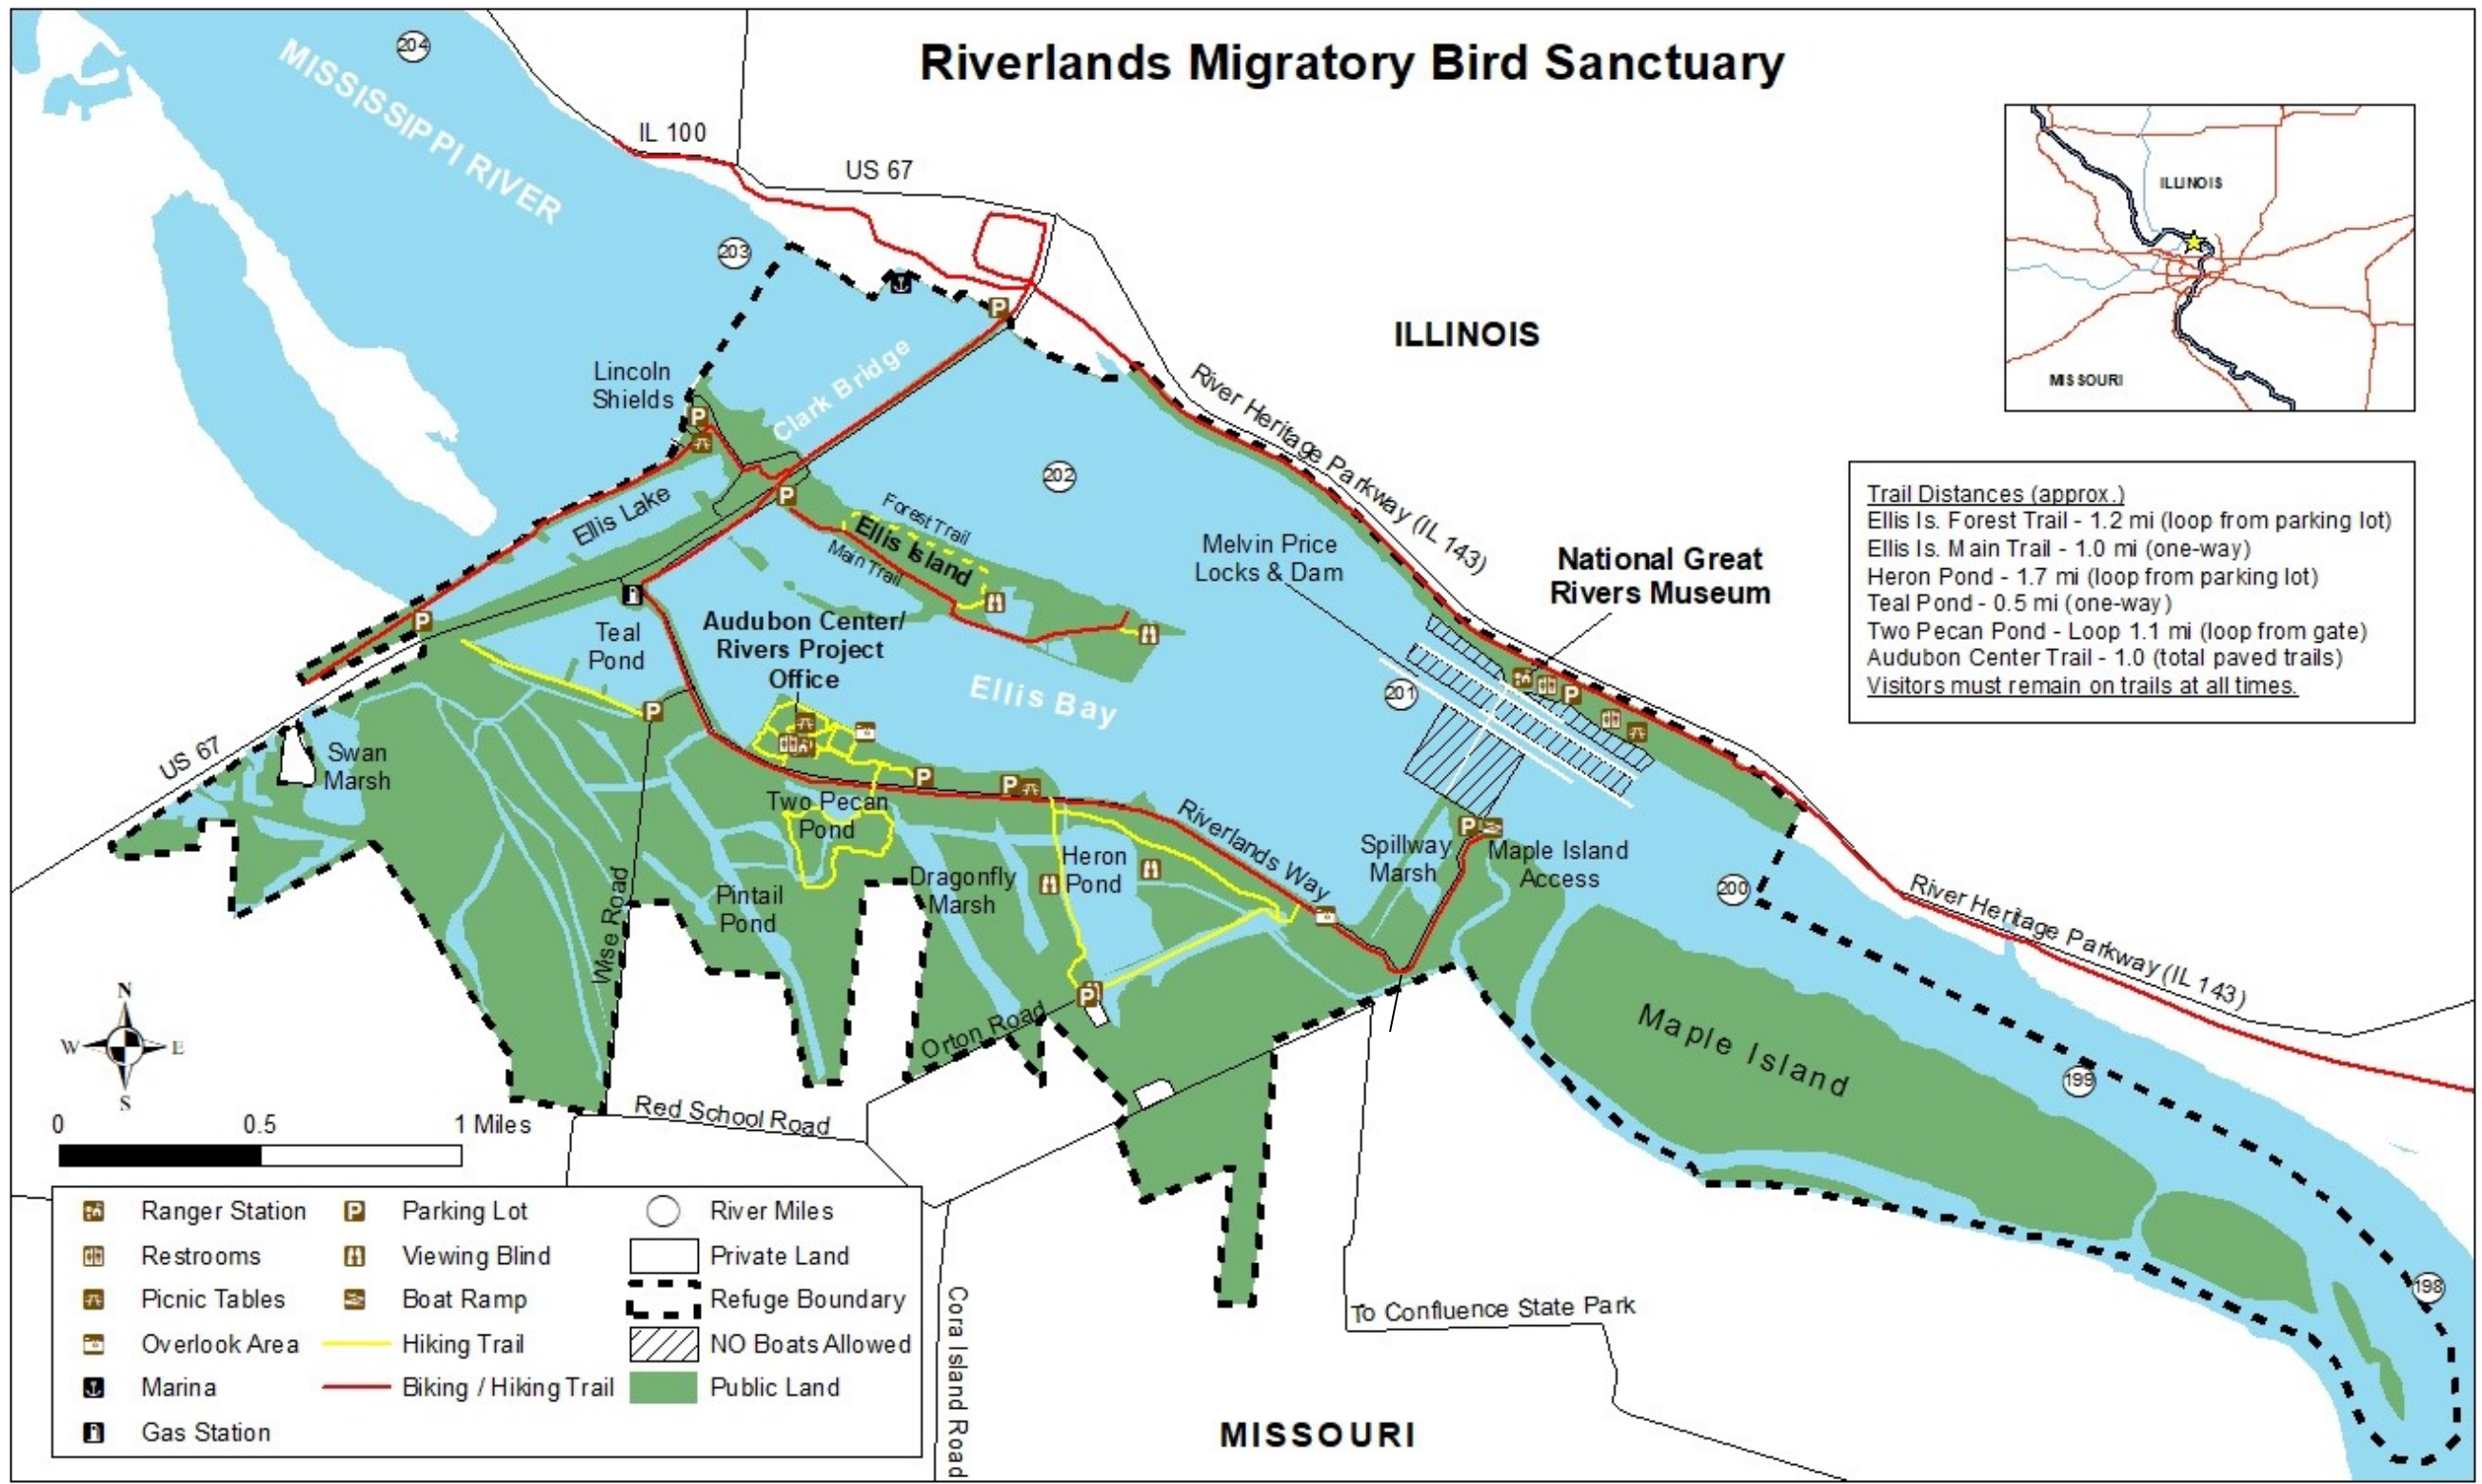 Riverlands Migratory Bird Sanctuary
204
MISSISSIPPI RIVER
IL 100
US 67
203
ILLINOIS
MISSOURI
ILLINOIS
Lincoln
Shields
P
P
Clark Bridge
River Heritage Parkway (IL 143)
202
Ellis Lake
P
Forest Trail
Ellis Island
Main Trail
Melvin Price
Locks & Dam
National Great
Rivers Museum
Trail Distances (approx.)
Ellis Is. Forest Trail - 1.2 mi (loop from parking lot)
Ellis Is. Main Trail - 1.0 mi (one-way)
Heron Pond - 1.7 mi (loop from parking lot)
Teal Pond - 0.5 mi (one-way)
Two Pecan Pond - Loop 1.1 mi (loop from gate)
Audubon Center Trail - 1.0 (total paved trails)
Visitors must remain on trails at all times.
P
Teal
Pond
Audubon Center/
Rivers Project
Office
Ellis Bay
201
P
P
US 67
Swan
Marsh
P
P
Two Pecan
Pond
Riverlands Way
Spillway
Marsh
P
Maple Island
Access
Heron
Pond
Dragonfly
Marsh
Pintail
Pond
Wise Road
200
River Heritage Parkway (IL 143)
P
Orton Road
Maple Island
199
N
W
E
S
Red School Road
0
0.5
1 Miles
198
Ranger Station
P
Parking Lot
River Miles
Restrooms
Viewing Blind
Private Land
Picnic Tables
Boat Ramp
Refuge Boundary
Overlook Area
Hiking Trail
NO Boats Allowed
Marina
Biking / Hiking Trail
Public Land
Gas Station
Cora Island Road
To Confluence State Park
MISSOURI